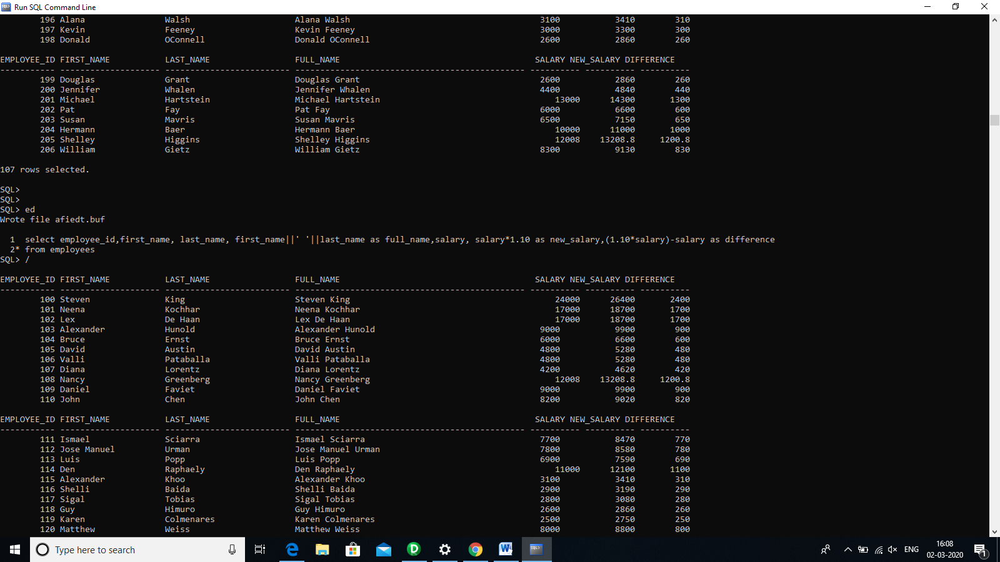 Run SQL Command Line
196 Alana Walsh Alana Walsh 3100 3410 310
197 Kevin Feeney Kevin Feeney 3000 3300 300
198 Donald OConnell Donald OConnell 2600 2860 260
EMPLOYEE_ID FIRST_NAME LAST_NAME FULL_NAME SALARY NEW_SALARY DIFFERENCE
----------- -------------------- ------------------------- ---------------------------------------------- ---------- ---------- ----------
199 Douglas Grant Douglas Grant 2600 2860 260
200 Jennifer Whalen Jennifer Whalen 4400 4840 440
201 Michael Hartstein Michael Hartstein 13000 14300 1300
202 Pat Fay Pat Fay 6000 6600 600
203 Susan Mavris Susan Mavris 6500 7150 650
204 Hermann Baer Hermann Baer 10000 11000 1000
205 Shelley Higgins Shelley Higgins 12008 13208.8 1200.8
206 William Gietz William Gietz 8300 9130 830
107 rows selected.
SQL>
SQL>
SQL> ed
Wrote file afiedt.buf
1 select employee_id,first_name, last_name, first_name||' '||last_name as full_name,salary, salary*1.10 as new_salary,(1.10*salary)-salary as difference
2* from employees
SQL> /
EMPLOYEE_ID FIRST_NAME LAST_NAME FULL_NAME SALARY NEW_SALARY DIFFERENCE
----------- -------------------- ------------------------- ---------------------------------------------- ---------- ---------- ----------
100 Steven King Steven King 24000 26400 2400
101 Neena Kochhar Neena Kochhar 17000 18700 1700
102 Lex De Haan Lex De Haan 17000 18700 1700
103 Alexander Hunold Alexander Hunold 9000 9900 900
104 Bruce Ernst Bruce Ernst 6000 6600 600
105 David Austin David Austin 4800 5280 480
106 Valli Pataballa Valli Pataballa 4800 5280 480
107 Diana Lorentz Diana Lorentz 4200 4620 420
108 Nancy Greenberg Nancy Greenberg 12008 13208.8 1200.8
109 Daniel Faviet Daniel Faviet 9000 9900 900
110 John Chen John Chen 8200 9020 820
EMPLOYEE_ID FIRST_NAME LAST_NAME FULL_NAME SALARY NEW_SALARY DIFFERENCE
----------- -------------------- ------------------------- ---------------------------------------------- ---------- ---------- ----------
111 Ismael Sciarra Ismael Sciarra 7700 8470 770
112 Jose Manuel Urman Jose Manuel Urman 7800 8580 780
113 Luis Popp Luis Popp 6900 7590 690
114 Den Raphaely Den Raphaely 11000 12100 1100
115 Alexander Khoo Alexander Khoo 3100 3410 310
116 Shelli Baida Shelli Baida 2900 3190 290
117 Sigal Tobias Sigal Tobias 2800 3080 280
118 Guy Himuro Guy Himuro 2600 2860 260
119 Karen Colmenares Karen Colmenares 2500 2750 250
120 Matthew Weiss Matthew Weiss 8000 8800 800
Type here to search
ENG
16:08
02-03-2020
1